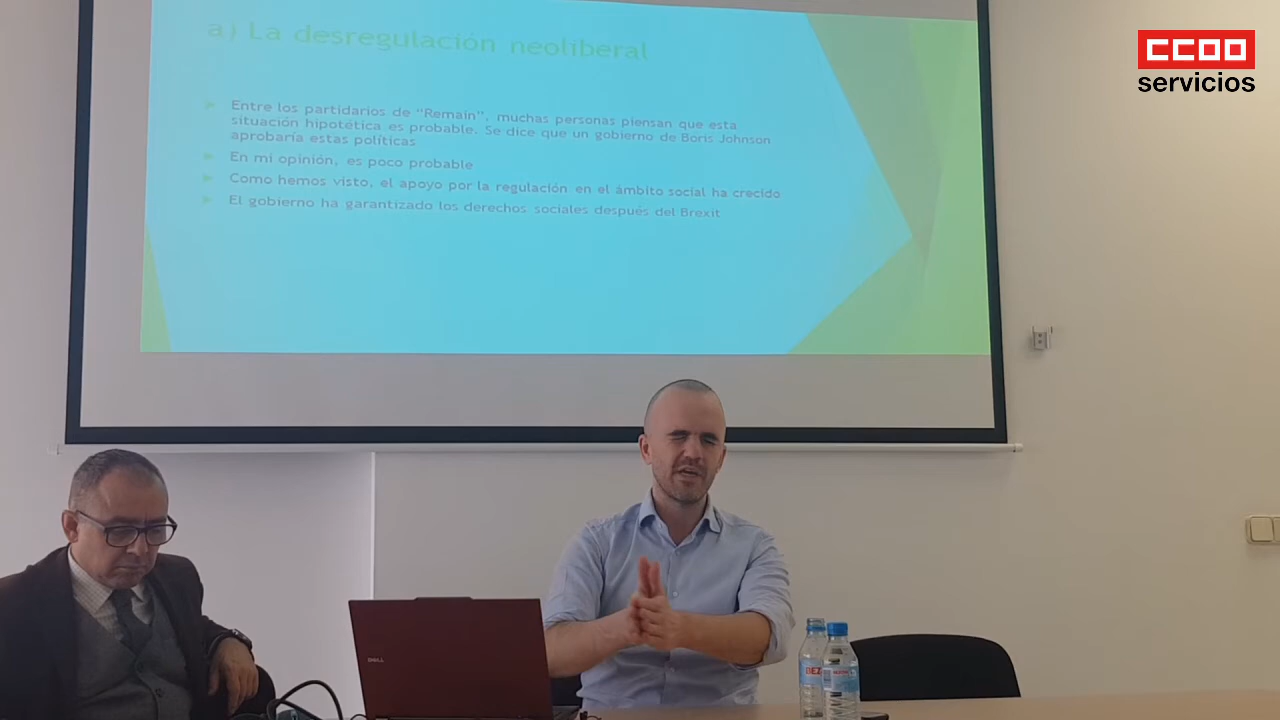 a) La desregulación neoliberal
Entre los partidarios de "Remain", muchas personas piensan que esta
situación hipotética es probable. Se dice que un gobierno de Boris Johnson
aprobaría estas políticas
En mi opinión, es poco probable
Como hemos visto, el apoyo por la regulación en el ámbito social ha crecido
El gobierno ha garantizado los derechos sociales después del Brexit
CCOO
servicios
DELL